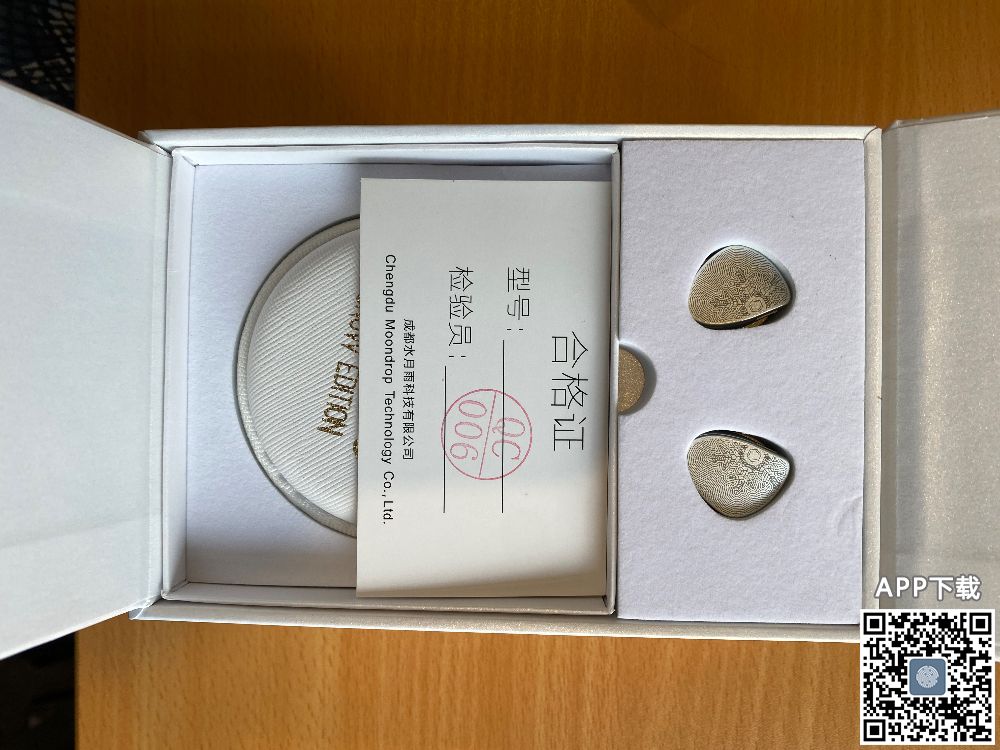 合格证
型号：
检验员：
QC
006
成都水月雨科技有限公司
Chengdu Moondrop Technology Co., Ltd.
EDITION
APP下载